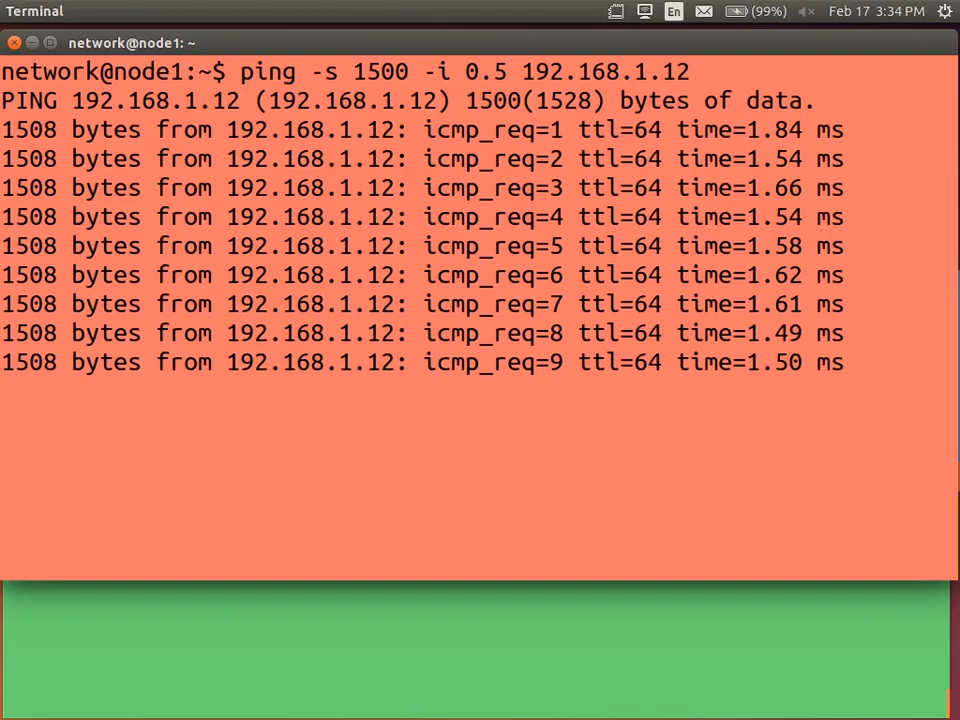 Terminal
En
(99%)
Feb 17 3:34 PM
network@node1: ~
network@node1:~$ ping -s 1500 -i 0.5 192.168.1.12
PING 192.168.1.12 (192.168.1.12) 1500(1528) bytes of data.
1508 bytes from 192.168.1.12: icmp_req=1 ttl=64 time=1.84 ms
1508 bytes from 192.168.1.12: icmp_req=2 ttl=64 time=1.54 ms
1508 bytes from 192.168.1.12: icmp_req=3 ttl=64 time=1.66 ms
1508 bytes from 192.168.1.12: icmp_req=4 ttl=64 time=1.54 ms
1508 bytes from 192.168.1.12: icmp_req=5 ttl=64 time=1.58 ms
1508 bytes from 192.168.1.12: icmp_req=6 ttl=64 time=1.62 ms
1508 bytes from 192.168.1.12: icmp_req=7 ttl=64 time=1.61 ms
1508 bytes from 192.168.1.12: icmp_req=8 ttl=64 time=1.49 ms
1508 bytes from 192.168.1.12: icmp_req=9 ttl=64 time=1.50 ms